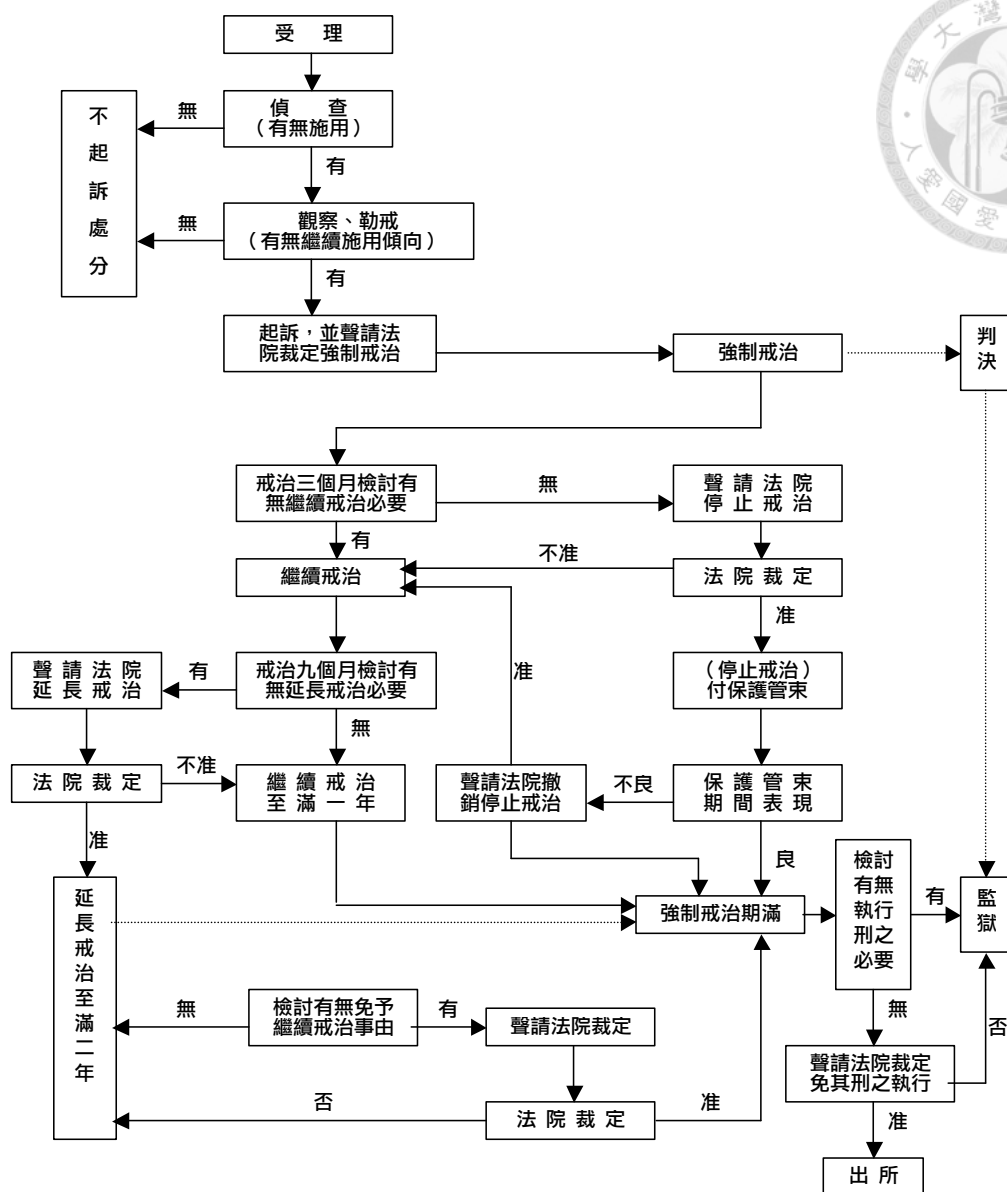 受 理
偵 查
（有無施用）
無
不起訴處分
有
觀察、勒戒
（有無繼續施用傾向）
無
有
起訴，並聲請法
院裁定強制戒治
強制戒治
判決
戒治三個月檢討有
無繼續戒治必要
無
聲 請 法 院
停 止 戒 治
有
不准
繼續戒治
法 院 裁 定
准
聲 請 法 院
延 長 戒 治
有
戒治九個月檢討有
無延長戒治必要
准
（停止戒治）
付保護管束
無
法 院 裁 定
不准
繼 續 戒 治
至 滿 一 年
聲請法院撤
銷停止戒治
不良
保 護 管 束
期 間 表 現
准
良
檢討
有無
執行
刑之
必要
有
監獄
延長戒治至滿二年
強制戒治期滿
無
檢討有無免予
繼續戒治事由
有
聲請法院裁定
無
否
聲請法院裁定
免其刑之執行
否
法 院 裁 定
准
准
出 所
學 大 灣
人 愛 國 愛